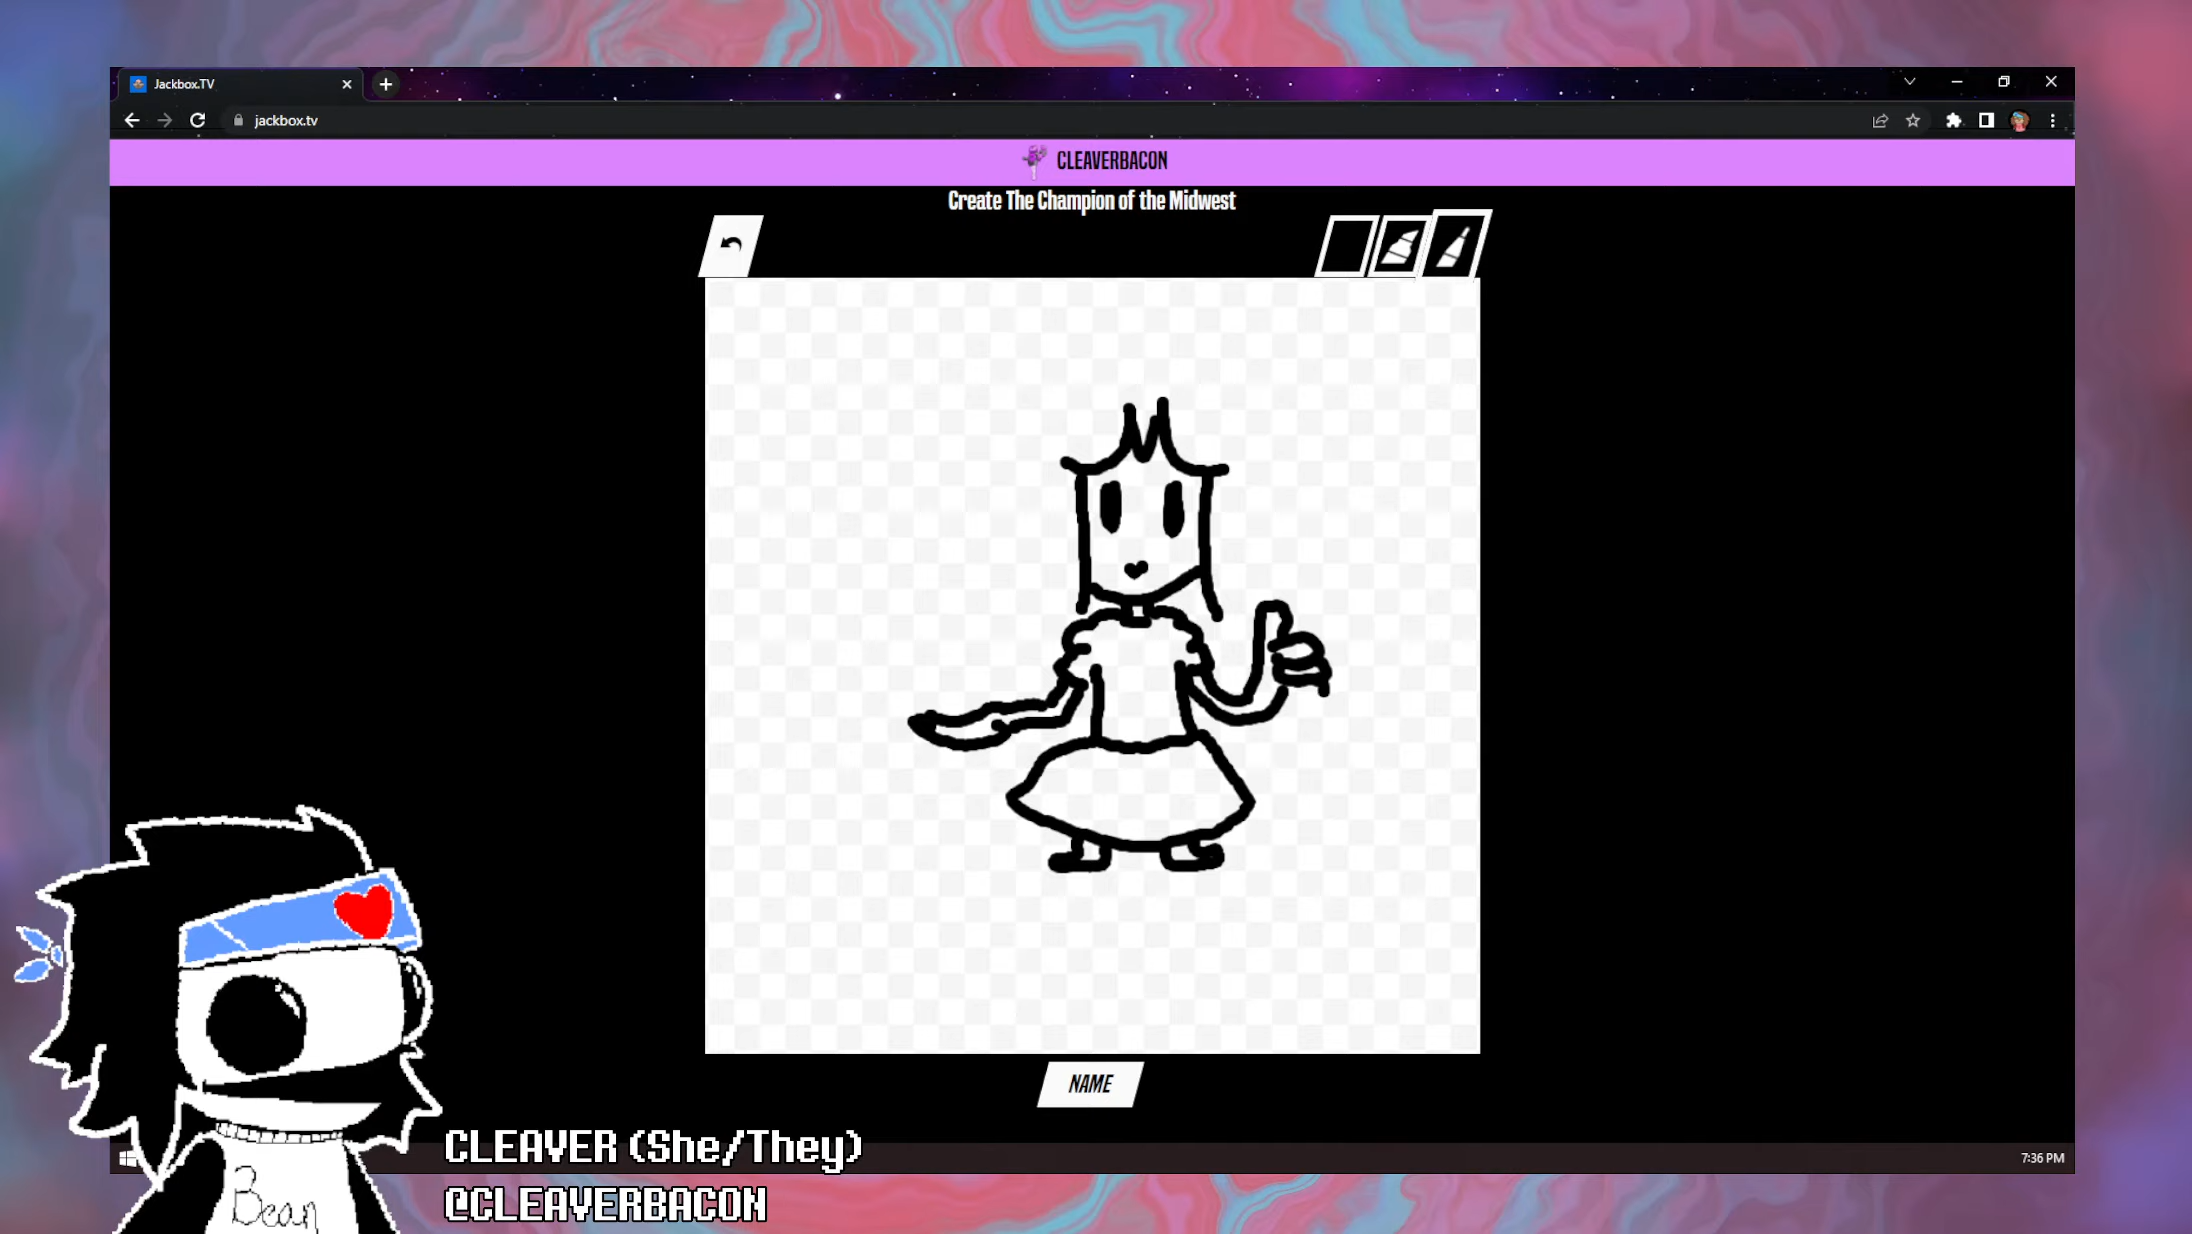 Jackbox.TV
jackbox.tv
CLEAVERBACON
Create The Champion of the Midwest
NAME
CLEAVER (She/They)
@CLEAVERBACON
Bean
7:36 PM